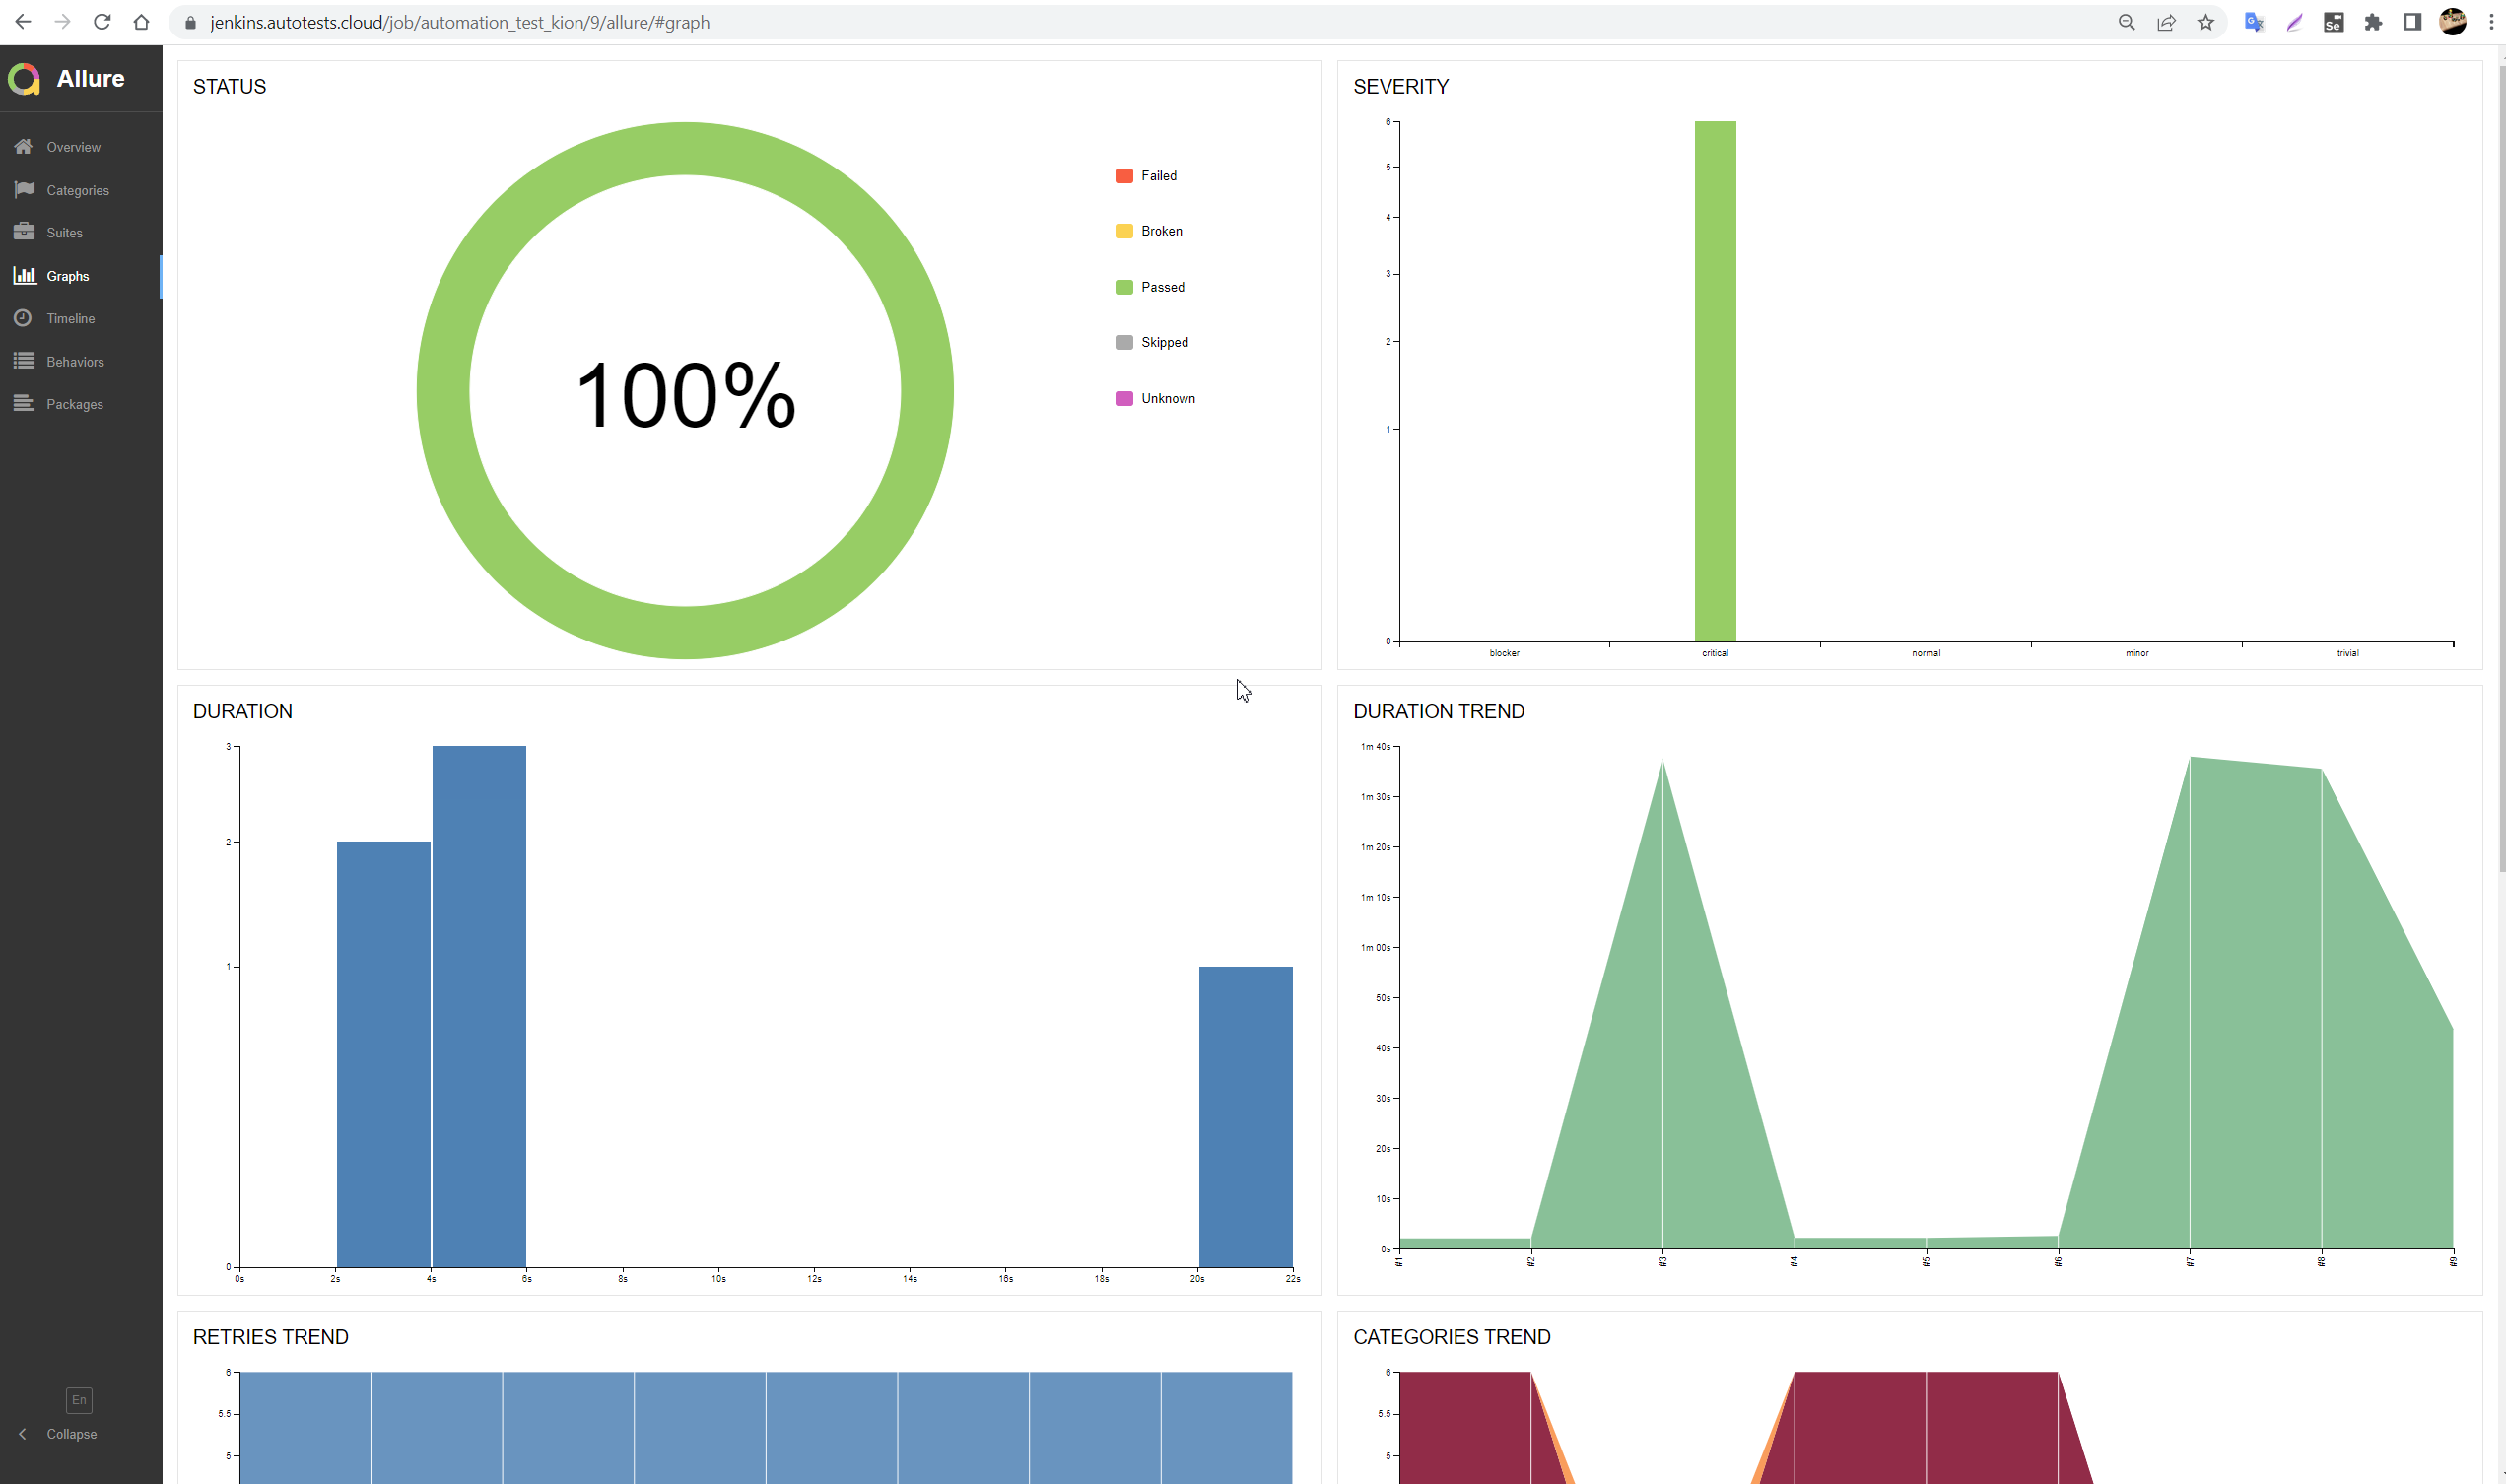 jenkins.autotests.cloud/job/automation_test_kion/9/allure/#graph
Se
Allure
Overview
Categories
Suites
Graphs
Timeline
Behaviors
Packages
En
Collapse
STATUS
100%
Failed
Broken
Passed
Skipped
Unknown
SEVERITY
6
5
4
3
2
1
0
blocker critical normal minor trivial
DURATION
3
2
1
0
0s 2s 4s 6s 8s 10s 12s 14s 16s 18s 20s 22s
DURATION TREND
1m 40s
1m 30s
1m 20s
1m 10s
1m 00s
50s
40s
30s
20s
10s
0s
#1 #2 #3 #4 #5 #6 #7 #8 #9
RETRIES TREND
6
5.5
5
CATEGORIES TREND
6
5.5
5